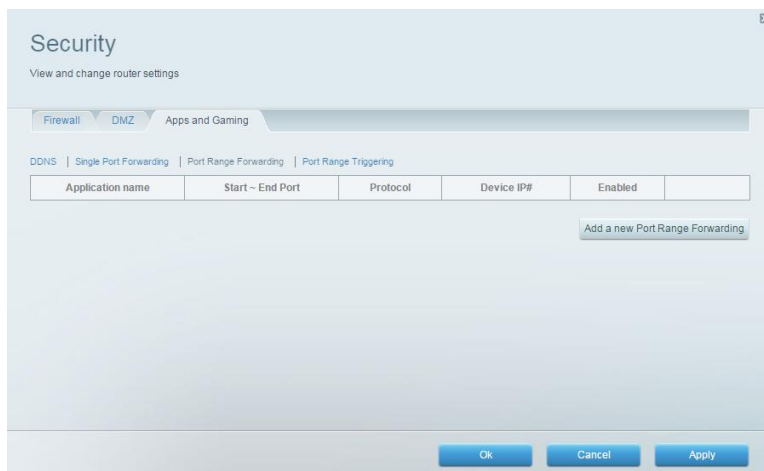 Security
View and change router settings
Firewall DMZ Apps and Gaming
DDNS | Single Port Forwarding | Port Range Forwarding | Port Range Triggering
Application name Start ~ End Port Protocol Device IP# Enabled
Add a new Port Range Forwarding
Ok Cancel Apply